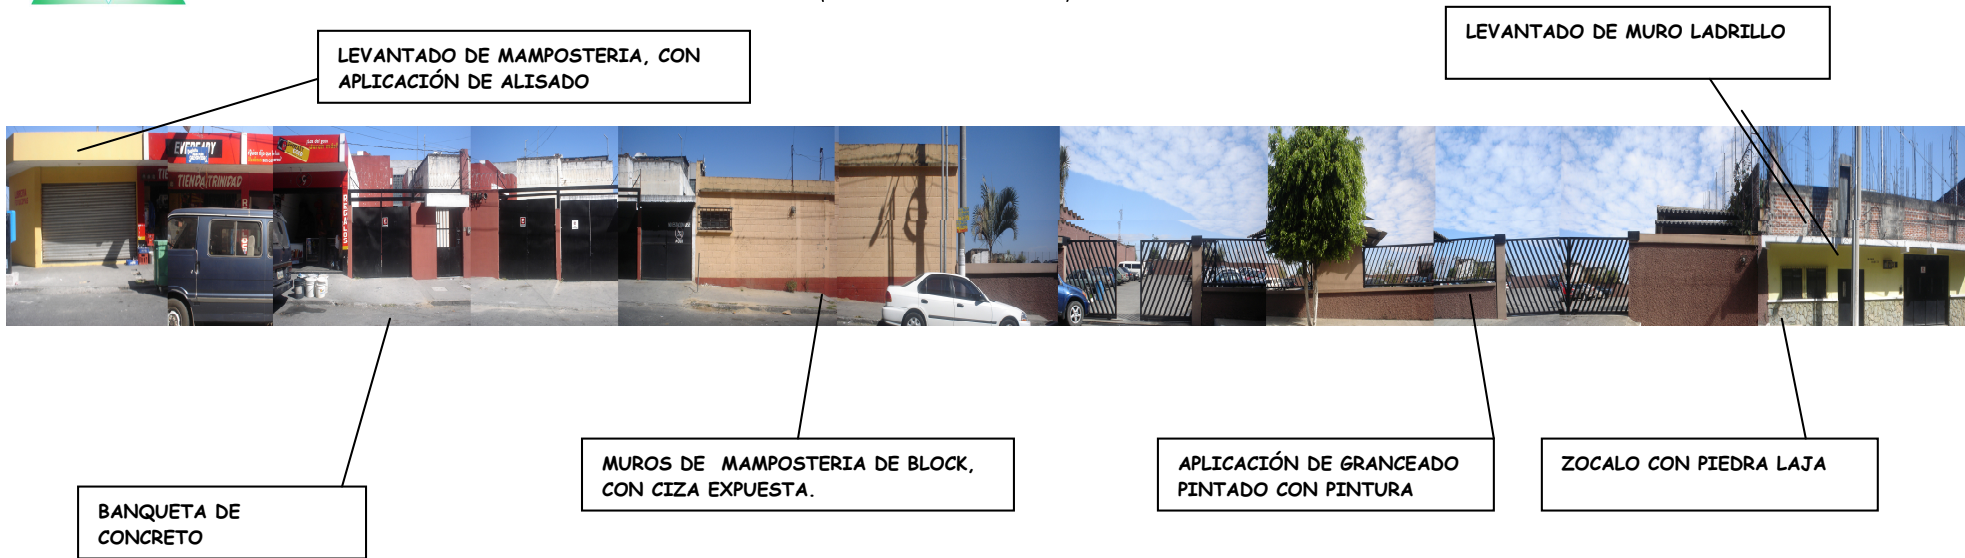 LEVANTADO DE MAMPOSTERIA, CON
APLICACIÓN DE ALISADO
LEVANTADO DE MURO LADRILLO
EVEREADY
TIENDA TRINIDAD
REGALOS
MUROS DE MAMPOSTERIA DE BLOCK,
CON CIZA EXPUESTA.
APLICACIÓN DE GRANCEADO
PINTADO CON PINTURA
ZOCALO CON PIEDRA LAJA
BANQUETA DE
CONCRETO